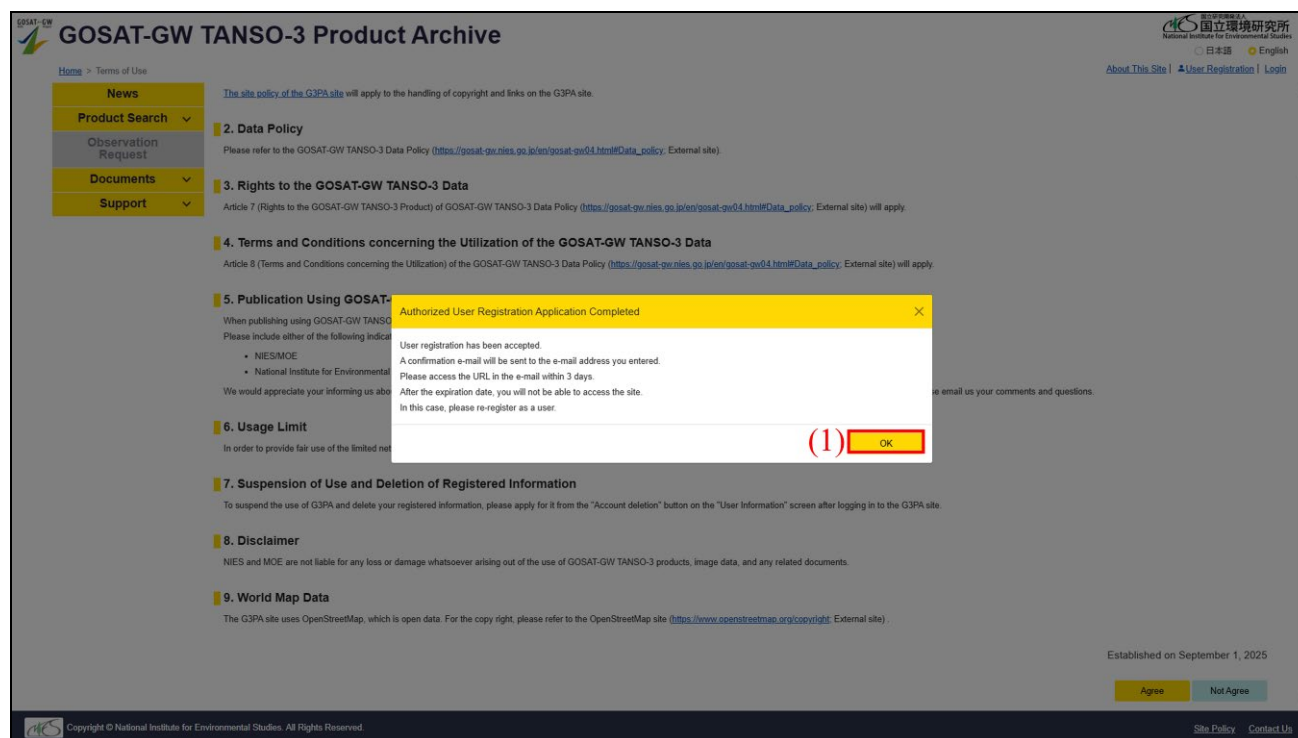 GOSAT-GW
GOSAT-GW TANSO-3 Product Archive
国立研究開発法人
国立環境研究所
National Institute for Environmental Studies
日本語 English
Home > Terms of Use
About This Site | User Registration | Login
News
Product Search
Observation
Request
Documents
Support
The site policy of the G3PA site will apply to the handling of copyright and links on the G3PA site.
2. Data Policy
Please refer to the GOSAT-GW TANSO-3 Data Policy (https://gosat-gw.nies.go.jp/en/gosat-gw04.html#Data_policy; External site).
3. Rights to the GOSAT-GW TANSO-3 Data
Article 7 (Rights to the GOSAT-GW TANSO-3 Product) of GOSAT-GW TANSO-3 Data Policy (https://gosat-gw.nies.go.jp/en/gosat-gw04.html#Data_policy; External site) will apply.
4. Terms and Conditions concerning the Utilization of the GOSAT-GW TANSO-3 Data
Article 8 (Terms and Conditions concerning the Utilization) of the GOSAT-GW TANSO-3 Data Policy (https://gosat-gw.nies.go.jp/en/gosat-gw04.html#Data_policy; External site) will apply.
5. Publication Using GOSAT-
When publishing using GOSAT-GW TANSO
Please include either of the following indica
• NIES/MOE
• National Institute for Environmental
We would appreciate your informing us abo
se email us your comments and questions.
Authorized User Registration Application Completed
User registration has been accepted.
A confirmation e-mail will be sent to the e-mail address you entered.
Please access the URL in the e-mail within 3 days.
After the expiration date, you will not be able to access the site.
In this case, please re-register as a user.
(1) OK
6. Usage Limit
In order to provide fair use of the limited net
7. Suspension of Use and Deletion of Registered Information
To suspend the use of G3PA and delete your registered information, please apply for it from the "Account deletion" button on the "User Information" screen after logging in to the G3PA site.
8. Disclaimer
NIES and MOE are not liable for any loss or damage whatsoever arising out of the use of GOSAT-GW TANSO-3 products, image data, and any related documents.
9. World Map Data
The G3PA site uses OpenStreetMap, which is open data. For the copy right, please refer to the OpenStreetMap site (https://www.openstreetmap.org/copyright; External site) .
Established on September 1, 2025
Agree Not Agree
Copyright © National Institute for Environmental Studies. All Rights Reserved.
Site Policy Contact Us